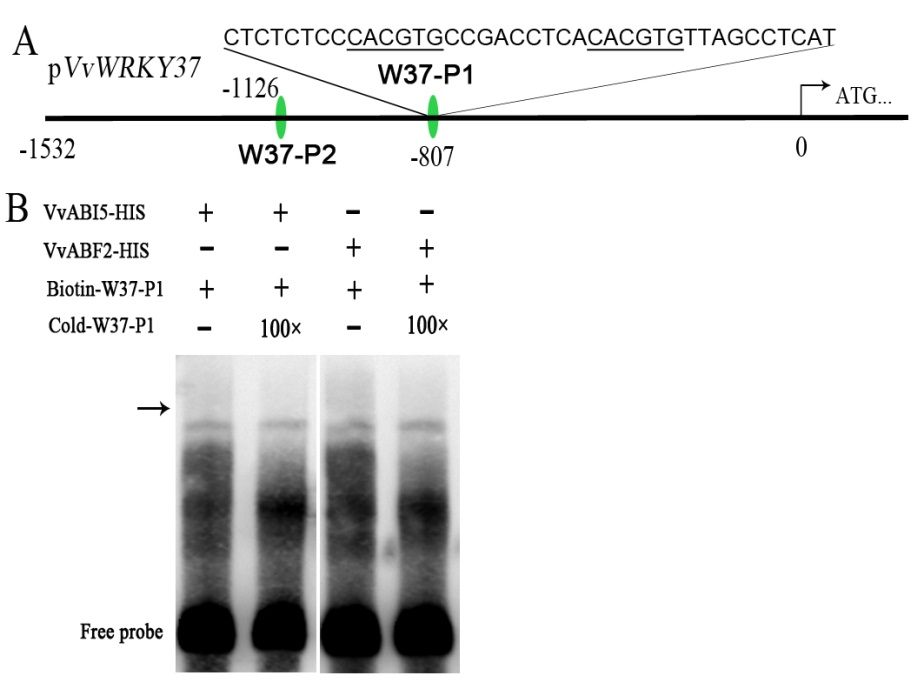 A
CTCTCTCCCACGTGCCGACCTCACACGTGTTAGCCTCAT
pVvWRKY37
W37-P1
-1126
ATG...
-1532
W37-P2
-807
0
B
VvABI5-HIS + + - -
VvABF2-HIS - - + +
Biotin-W37-P1 + + + +
Cold-W37-P1 - 100× - 100×
Free probe